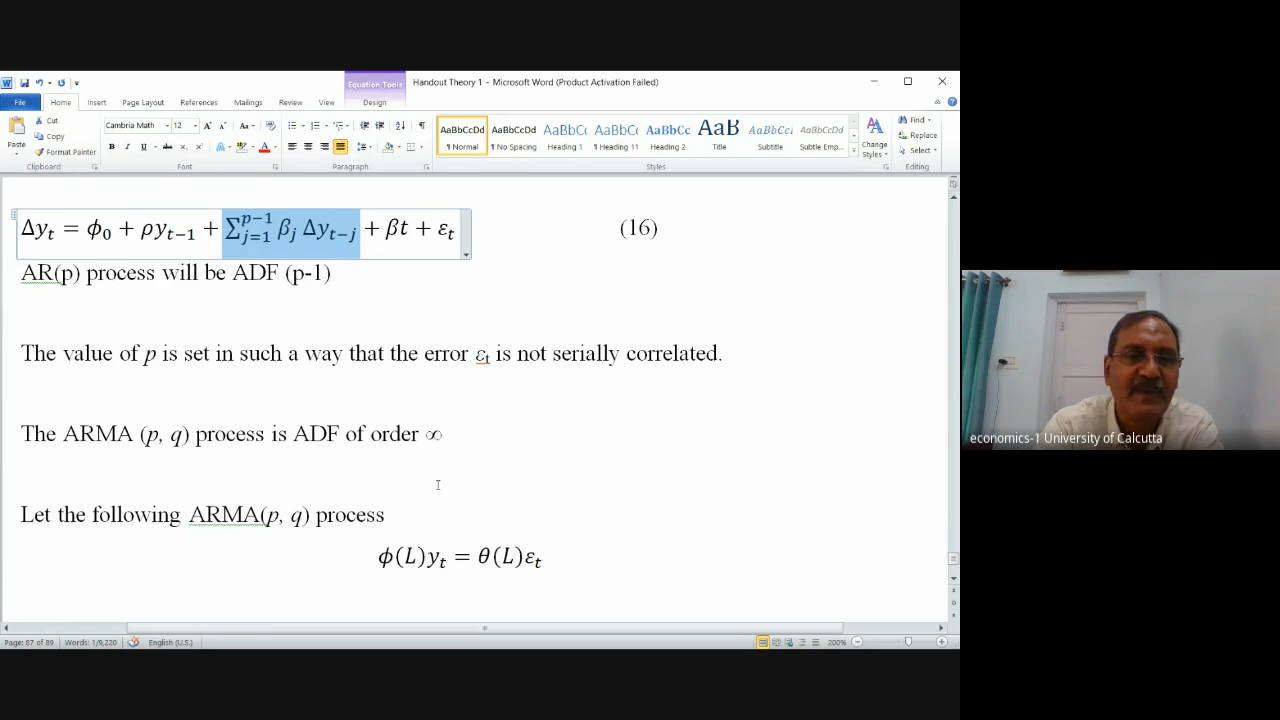 Equation Tools
Handout Theory 1 - Microsoft Word (Product Activation Failed)
File Home Insert Page Layout References Mailings Review View Design
Cut
Copy
Format Painter
Paste
Clipboard
Cambria Math 12
Font
Paragraph
AaBbCcDd AaBbCcDd AaBbCc AaBbCc AaBbCc AaB AaBbCcL AaBbCcDd
¶ Normal ¶ No Spacing Heading 1 ¶ Heading 11 Heading 2 Title Subtitle Subtle Emp...
Styles
Change Styles
Find
Replace
Select
Editing
Δy_t = ϕ_0 + ρy_{t−1} + ∑_{j=1}^{p−1} β_j Δy_{t−j} + βt + ε_t (16)
AR(p) process will be ADF (p-1)
The value of p is set in such a way that the error ε_t is not serially correlated.
The ARMA (p, q) process is ADF of order ∞
Let the following ARMA(p, q) process
ϕ(L)y_t = θ(L)ε_t
economics-1 University of Calcutta
Page: 87 of 89 Words: 1/9,220 English (U.S.) 200%